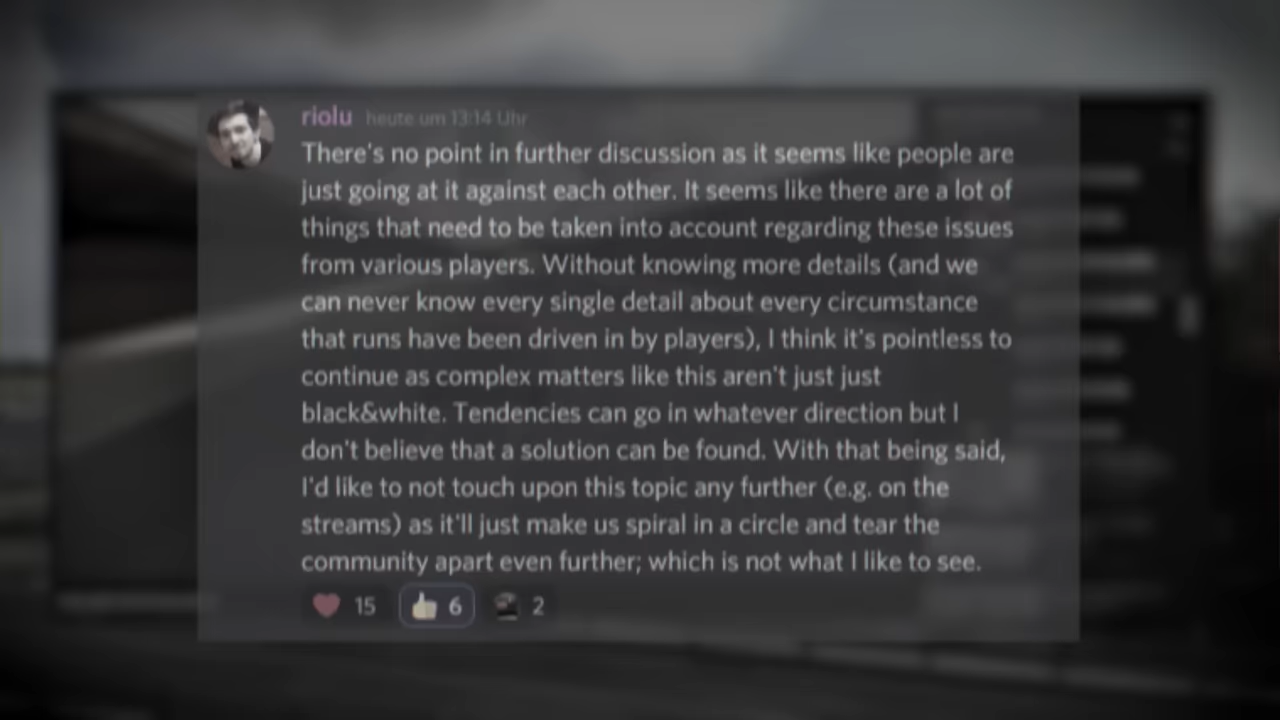 riolu heute um 13:14 Uhr
There's no point in further discussion as it seems like people are
just going at it against each other. It seems like there are a lot of
things that need to be taken into account regarding these issues
from various players. Without knowing more details (and we
can never know every single detail about every circumstance
that runs have been driven in by players), I think it's pointless to
continue as complex matters like this aren't just just
black&white. Tendencies can go in whatever direction but I
don't believe that a solution can be found. With that being said,
I'd like to not touch upon this topic any further (e.g. on the
streams) as it'll just make us spiral in a circle and tear the
community apart even further; which is not what I like to see.
15 6 2